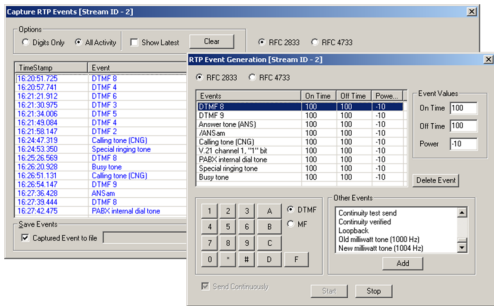 Capture RTP Events [Stream ID - 2]
Options
Digits Only All Activity Show Latest Clear RFC 2833 RFC 4733
TimeStamp Event
16:20:51.725 DTMF 8
16:20:57.741 DTMF 4
16:21:21.912 DTMF 6
16:21:30.975 DTMF 3
16:21:34.006 DTMF 5
16:21:49.084 DTMF 4
16:21:58.147 DTMF 2
16:24:47.319 Calling tone (CNG)
16:24:53.350 Special ringing tone
16:25:26.569 DTMF 8
16:26:20.928 Busy tone
16:26:51.131 Calling tone (CNG)
16:26:54.147 DTMF 9
16:27:36.428 ANSam
16:27:39.444 DTMF 8
16:27:42.475 PABX internal dial tone
Save Events
Captured Event to file
RTP Event Generation [Stream ID - 2]
RFC 2833 RFC 4733
Events On Time Off Time Powe...
DTMF 8 100 100 -10
DTMF 9 100 100 -10
Answer tone (ANS) 100 100 -10
/ANSam 100 100 -10
Calling tone (CNG) 100 100 -10
V.21 channel 1, "1" bit 100 100 -10
PABX internal dial tone 100 100 -10
Special ringing tone 100 100 -10
Busy tone 100 100 -10
Event Values
On Time 100
Off Time 100
Power -10
Delete Event
1 2 3 A
4 5 6 B
7 8 9 C
0 * # D F
DTMF
MF
Other Events
Continuity test send
Continuity verified
Loopback
Old milliwatt tone (1000 Hz)
New milliwatt tone (1004 Hz)
Add
Send Continuously
Start Stop